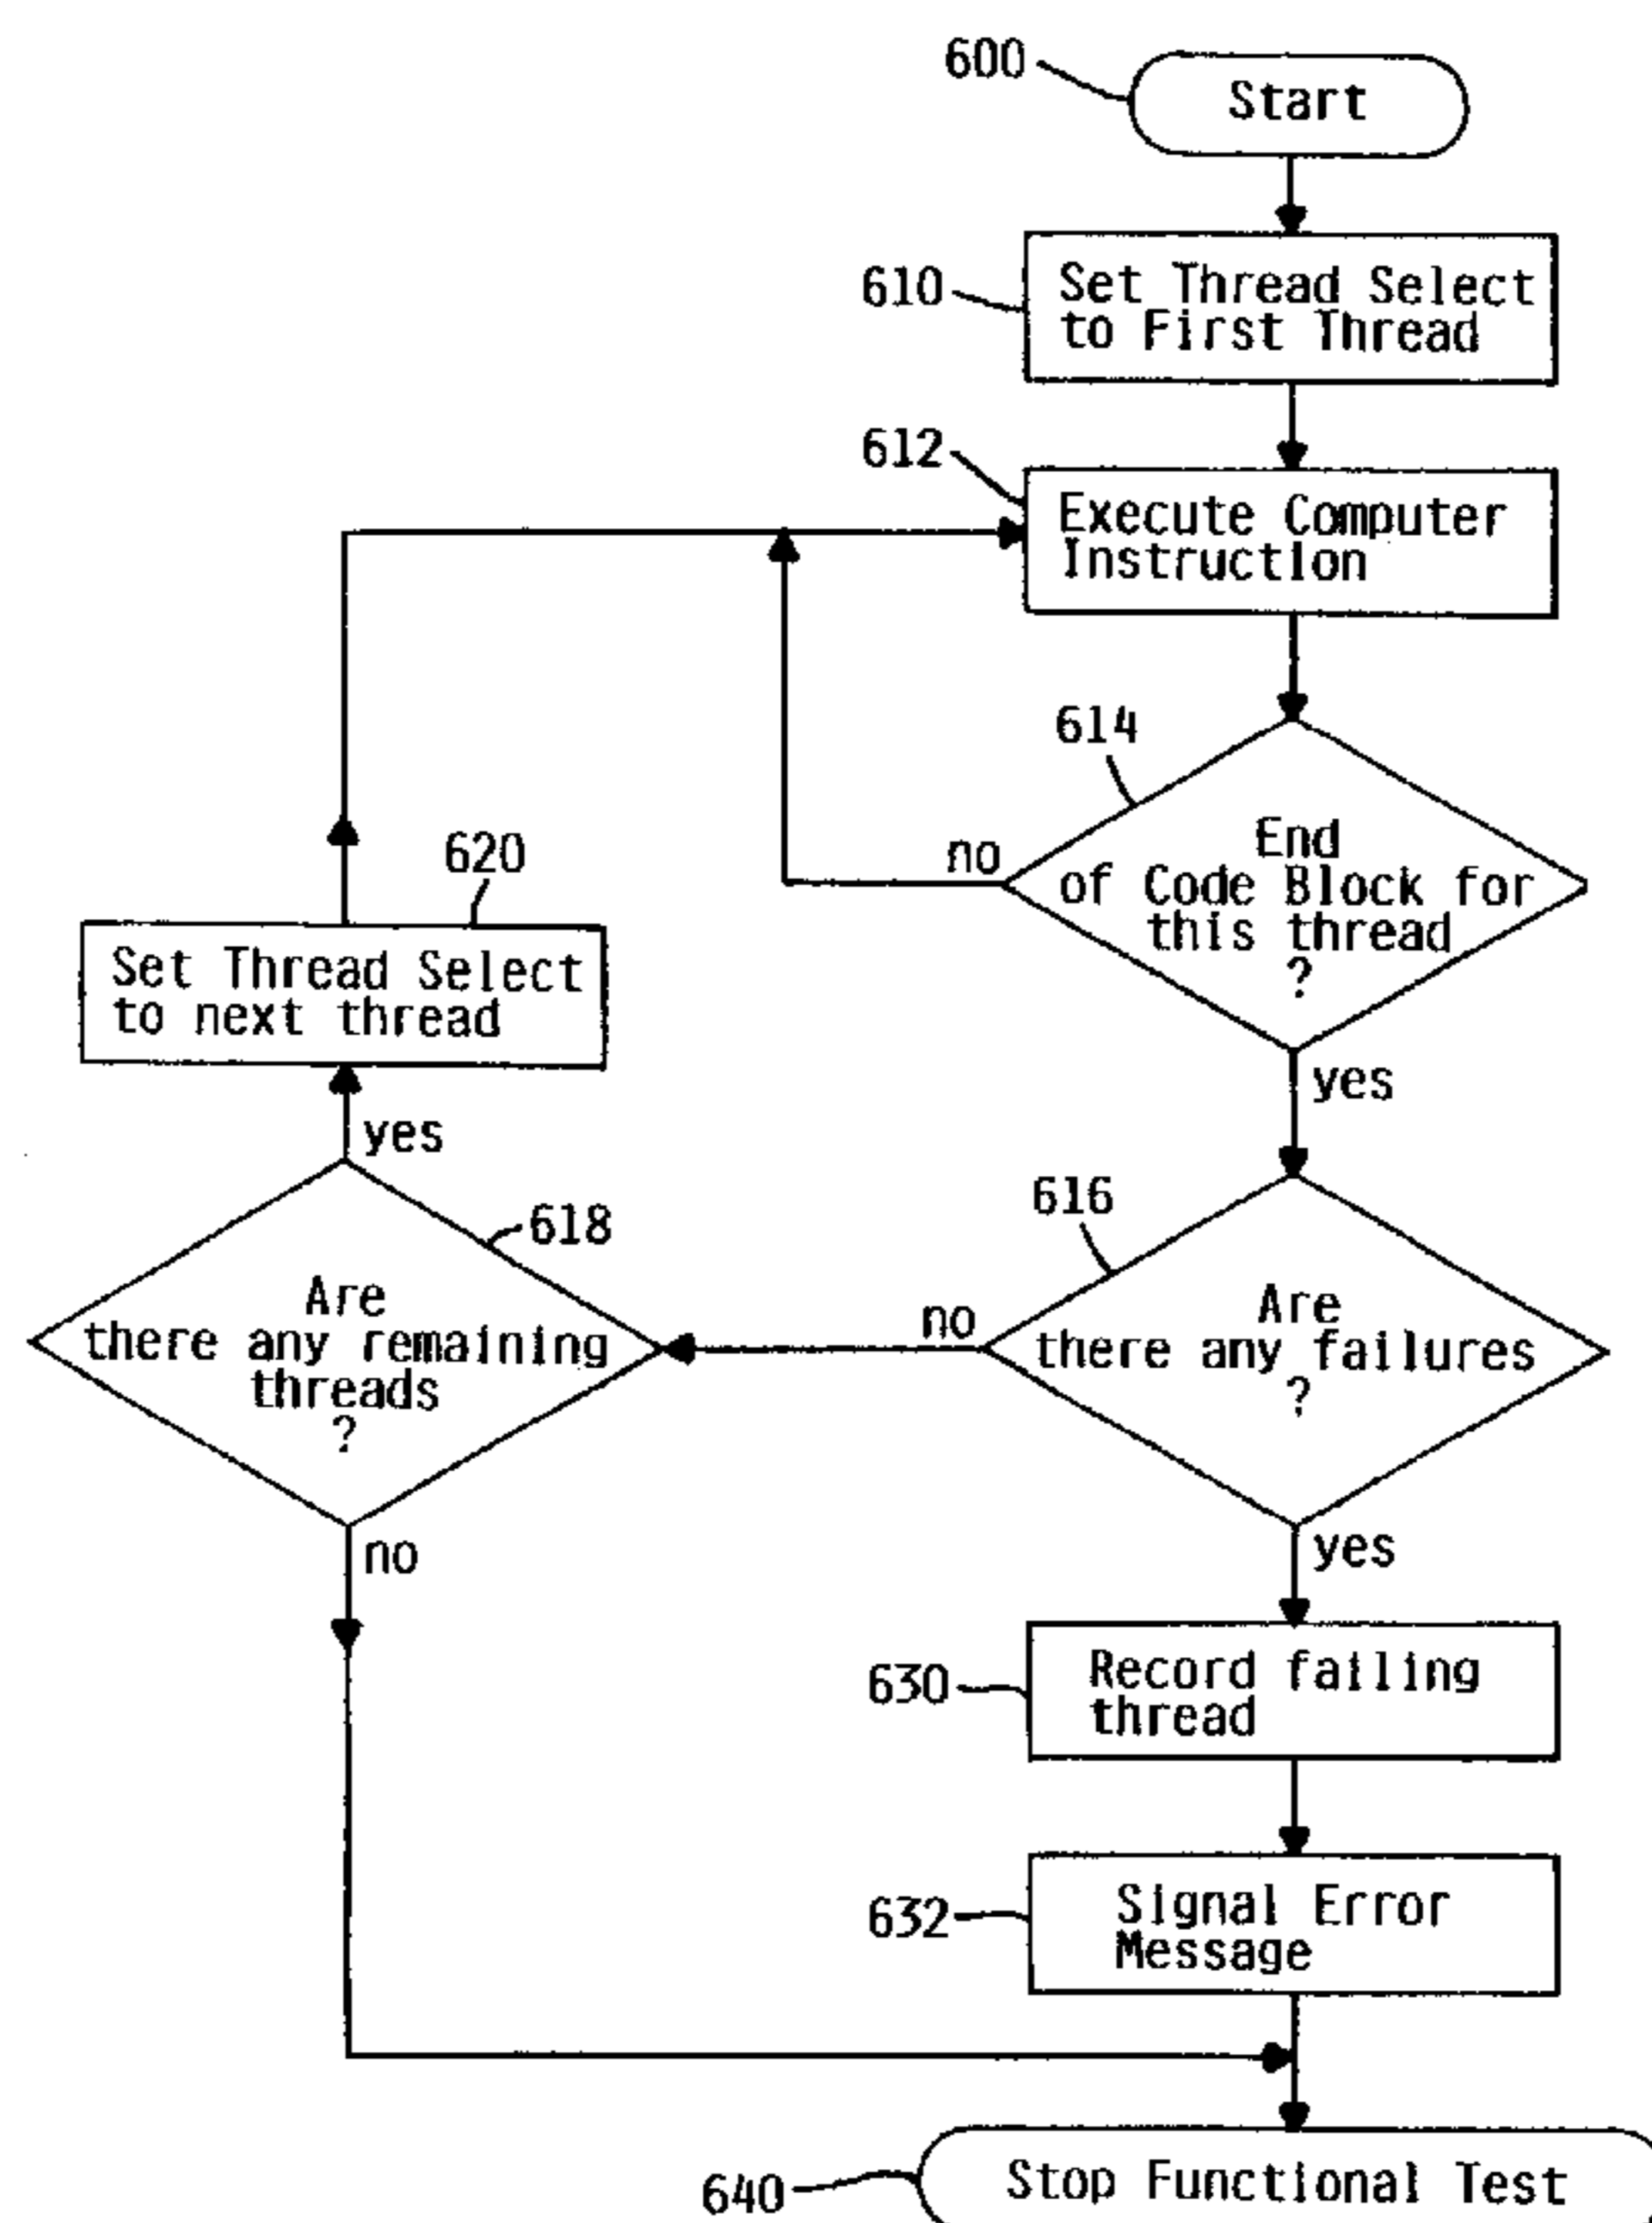 600
Start
610
Set Thread Select
to First Thread
612
Execute Computer
Instruction
614
End
of Code Block for
this thread
?
no
yes
620
Set Thread Select
to next thread
yes
618
Are
there any remaining
threads
?
no
616
Are
there any failures
?
no
yes
630
Record failing
thread
632
Signal Error
Message
640
Stop Functional Test